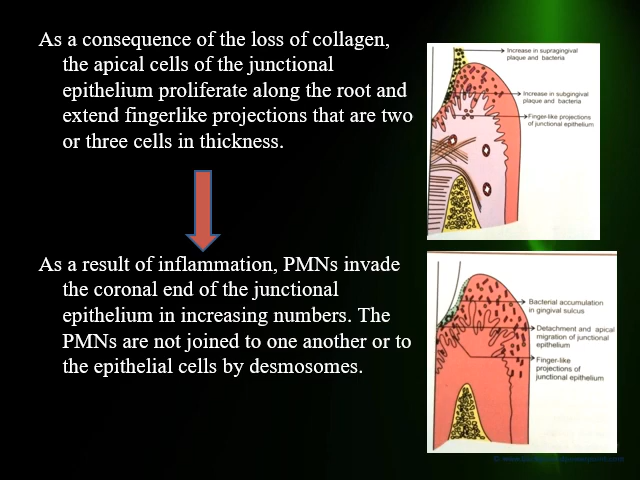 As a consequence of the loss of collagen,
the apical cells of the junctional
epithelium proliferate along the root and
extend fingerlike projections that are two
or three cells in thickness.
As a result of inflammation, PMNs invade
the coronal end of the junctional
epithelium in increasing numbers. The
PMNs are not joined to one another or to
the epithelial cells by desmosomes.
Increase in supragingival
plaque and bacteria
Increase in subgingival
plaque and bacteria
Finger-like projections
of junctional epithelium
Bacterial accumulation
in gingival sulcus
Detachment and apical
migration of junctional
epithelium
Finger-like
projections of
junctional epithelium